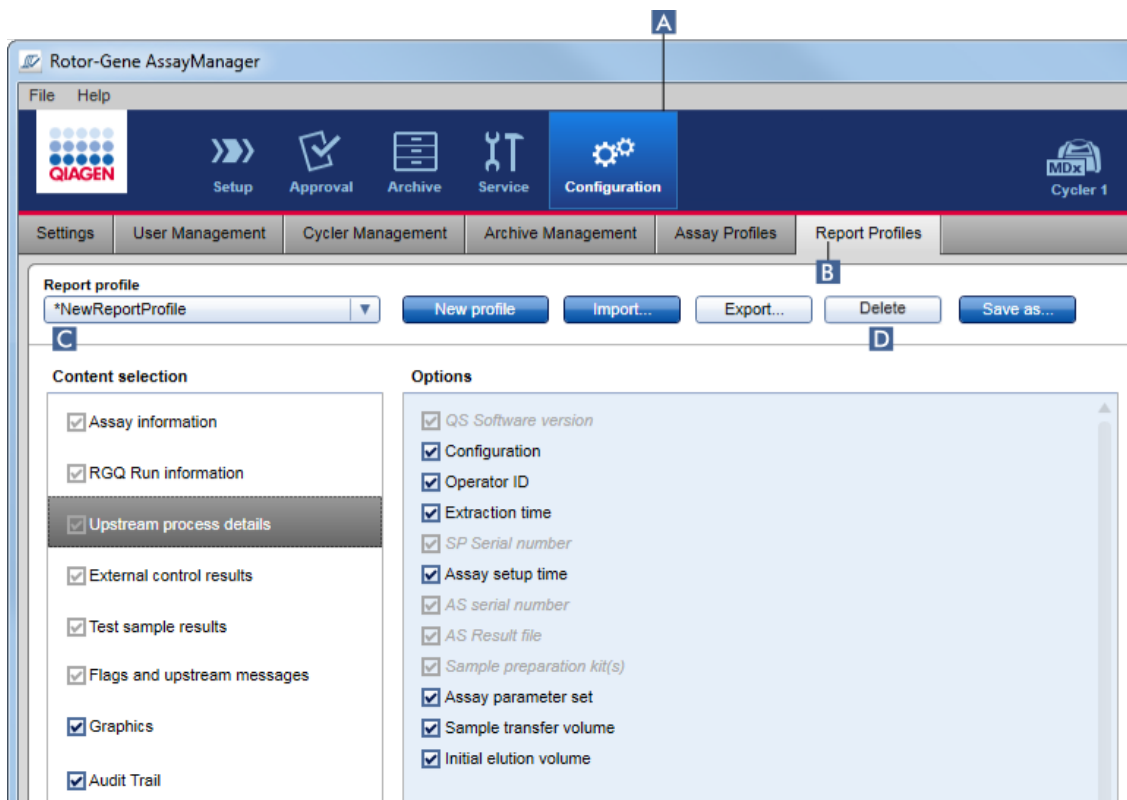 A
Rotor-Gene AssayManager
File Help
QIAGEN
Setup Approval Archive Service Configuration
MDx
Cycler 1
Settings User Management Cycler Management Archive Management Assay Profiles Report Profiles
B
Report profile
*NewReportProfile New profile Import... Export... Delete Save as...
C D
Content selection
Assay information
RGQ Run information
Upstream process details
External control results
Test sample results
Flags and upstream messages
Graphics
Audit Trail
Options
QS Software version
Configuration
Operator ID
Extraction time
SP Serial number
Assay setup time
AS serial number
AS Result file
Sample preparation kit(s)
Assay parameter set
Sample transfer volume
Initial elution volume